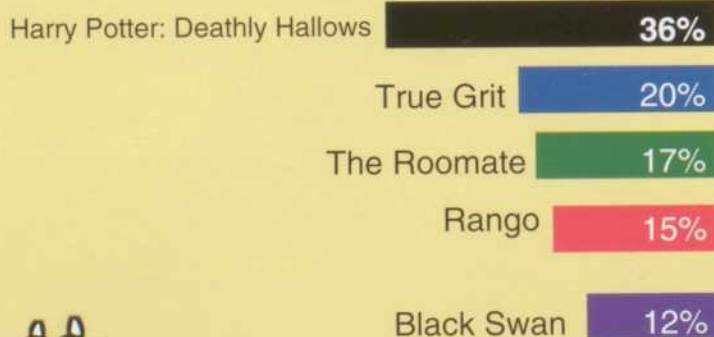 Harry Potter: Deathly Hallows 36%
True Grit 20%
The Roomate 17%
Rango 15%
Black Swan 12%